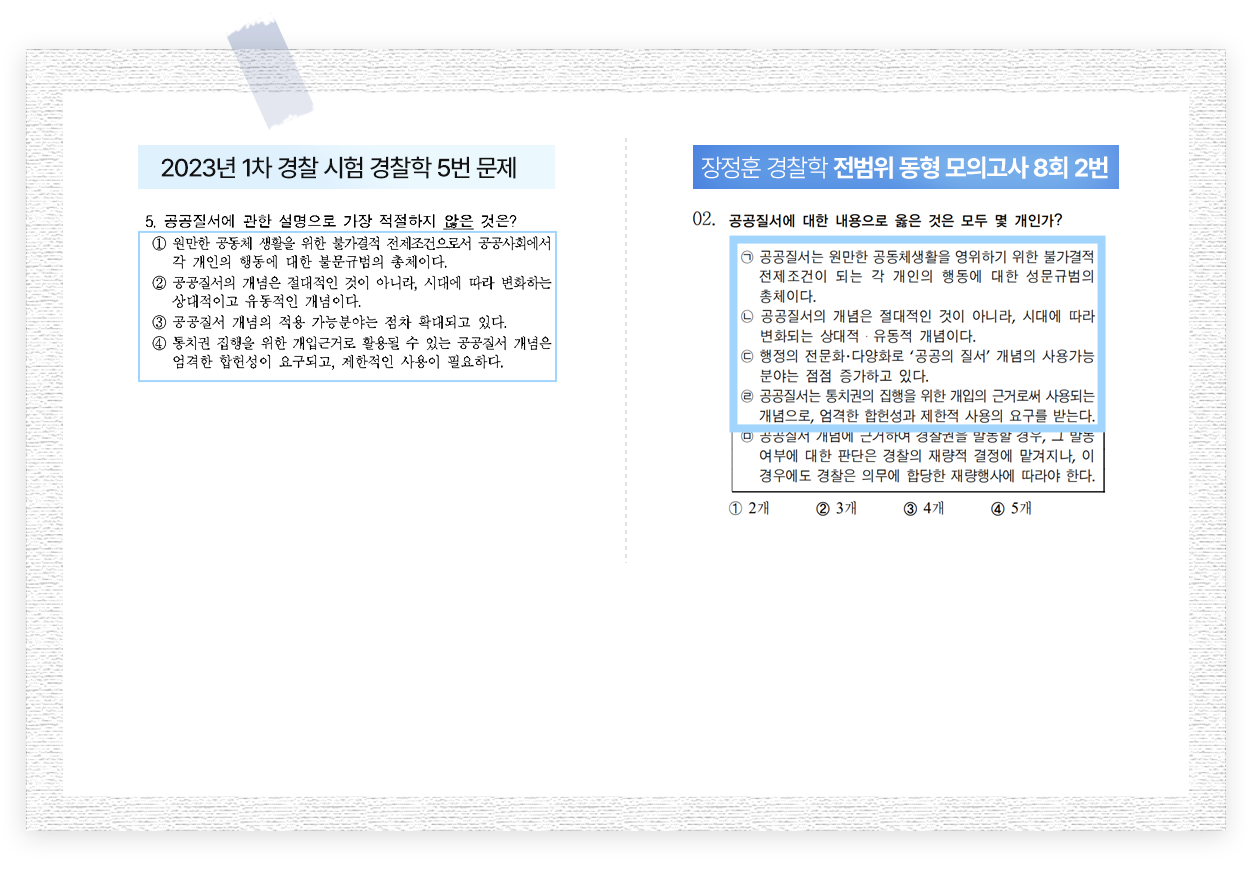 2023년 1차 경찰 시험 경찰학 5번 문제
5. 공공질서에 관한 설명으로 가장 적절하지 않은 것은?
① 원만한 공동체 생활을 위한 불가결적 전제조건으로서 공공사회에서
각 개인의 행동에 대한 불문규범의 총체이다.
② 공공질서의 개념은 절대적인 것이 아니라, 시대에 따라 변화하는
상대적이고 유동적인 개념이다.
③ 공공질서 개념의 적용 가능분야는 점차 확대되고 있다.
④ 통치권 집행을 위한 개입근거로 활용될 수 있는 공공질서 개념은
엄격한 합헌성이 요구되고, 제한적인 사용이 필요하다.
장정훈 경찰학 전범위 동형 모의고사 8회 2번
02. 공공질서에 대한 내용으로 옳은 것은 모두 몇 개인가?
㉠ 공공질서는 원만한 공동체생활을 영위하기 위한 불가결적
전제조건이 되는 각 개인의 행동에 대한 성문규범의
총체이다.
㉡ 공공질서의 개념은 절대적인 것이 아니라, 시대에 따라
변화되는 상대적 · 유동적 개념이다.
㉢ 행정의 전문화·다양화로 ‘공공의 질서’ 개념의 사용가능
분야는 점점 증가하고 있다.
㉣ 공공질서는 통치권의 집행을 위한 개입의 근거로써 사용되는
개념으로, 엄격한 합헌성과 제한적 사용의 요구를 받는다.
㉤ 공공질서 개념에 근거하여 경찰권을 발동할 경우, 그 발동
여부에 대한 판단은 경찰의 재량적 결정에 맡겨지나, 이
경우에도 경찰은 의무에 합당한 재량행사에 따라야 한다.
① 2개 ② 3개 ③ 4개 ④ 5개